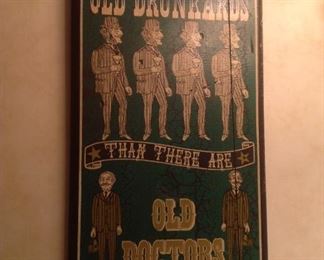 OLD DRUNKARDS
THAN THERE ARE
OLD
DOCTORS